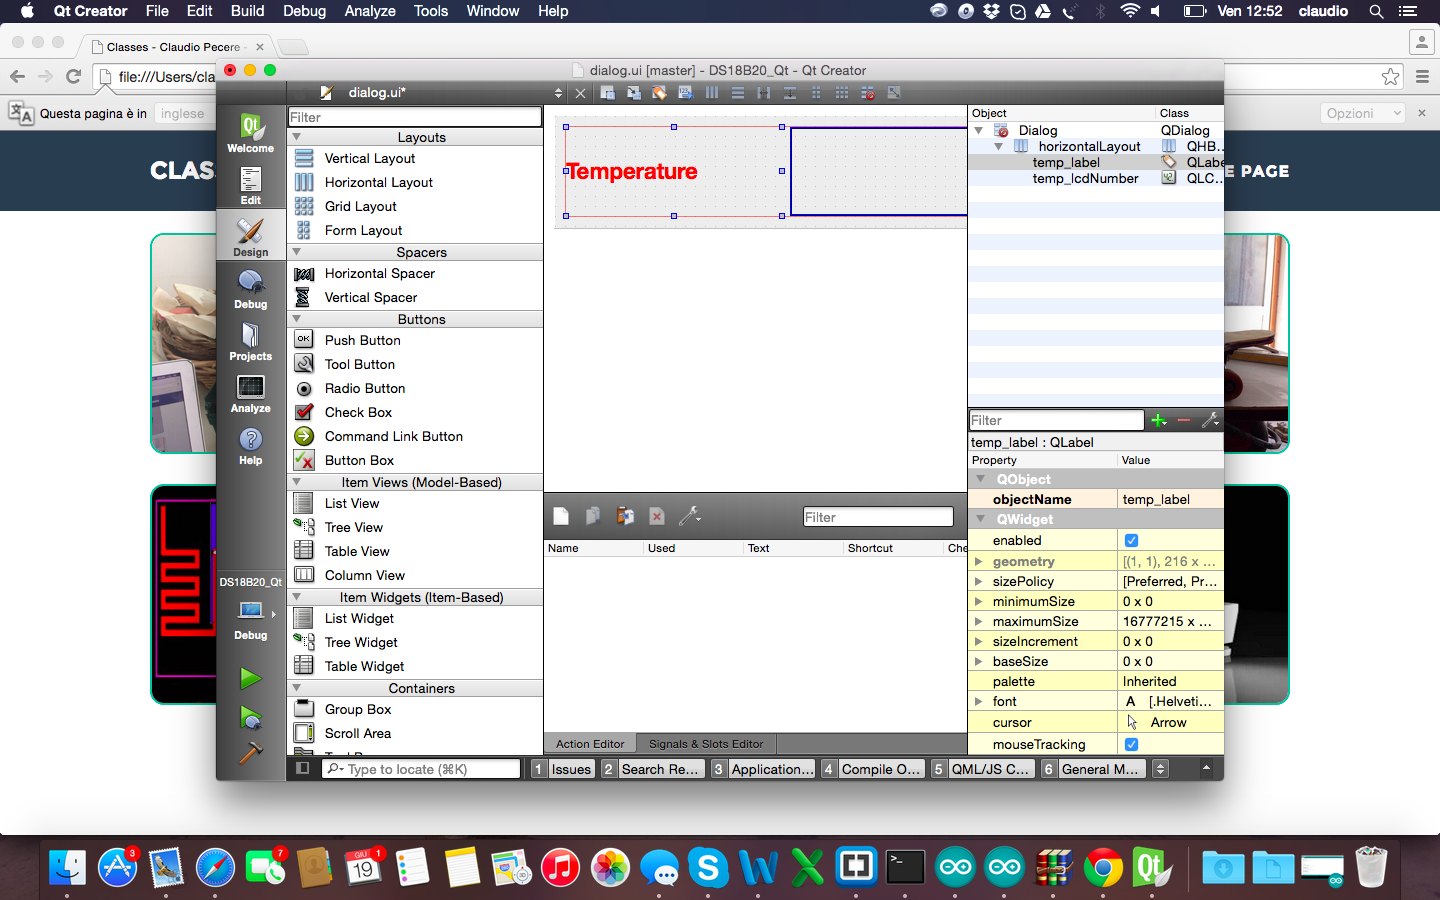 Qt Creator File Edit Build Debug Analyze Tools Window Help Ven 12:52 claudio
Classes - Claudio Pecere -
file:///Users/cla
Questa pagina è in inglese Opzioni
CLAS E PAGE
dialog.ui [master] - DS18B20_Qt - Qt Creator
dialog.ui*
Welcome
Edit
Design
Debug
Projects
Analyze
Help
DS18B20_Qt
Debug
Filter
Layouts
Vertical Layout
Horizontal Layout
Grid Layout
Form Layout
Spacers
Horizontal Spacer
Vertical Spacer
Buttons
Push Button
OK
Tool Button
Radio Button
Check Box
Command Link Button
Button Box
Item Views (Model-Based)
List View
Tree View
Table View
Column View
Item Widgets (Item-Based)
List Widget
Tree Widget
Table Widget
Containers
Group Box
Scroll Area
Temperature
Filter
Name Used Text Shortcut Che
Action Editor Signals & Slots Editor
Object Class
Dialog QDialog
horizontalLayout QHB...
temp_label QLabe
temp_lcdNumber QLC...
Filter
temp_label : QLabel
Property Value
QObject
objectName temp_label
QWidget
enabled
geometry [(1, 1), 216 x ...
sizePolicy [Preferred, Pr...
minimumSize 0 x 0
maximumSize 16777215 x ...
sizeIncrement 0 x 0
baseSize 0 x 0
palette Inherited
font A [.Helveti...
cursor Arrow
mouseTracking
Type to locate (⌘K) 1 Issues 2 Search Re... 3 Application... 4 Compile O... 5 QML/JS C... 6 General M...
3
7
GIU
19
1
Qt